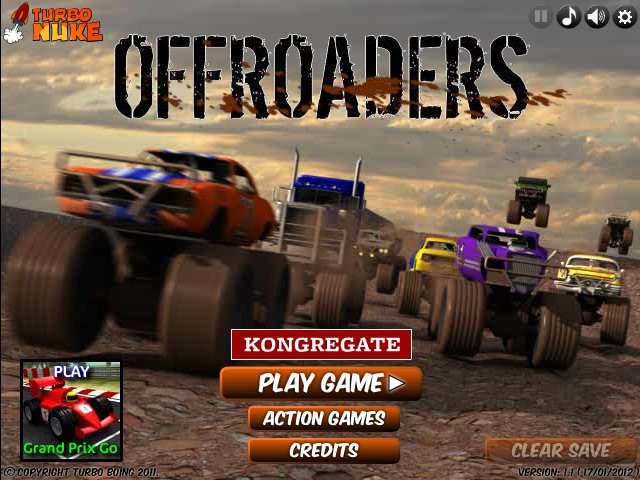 TURBO
NUKE
OFFROADERS
KONGREGATE
PLAY GAME
ACTION GAMES
CREDITS
PLAY
Grand Prix Go
CLEAR SAVE
©COPYRIGHT TURBO BOING 2011.
VERSION: 1.1 (17/01/2012)